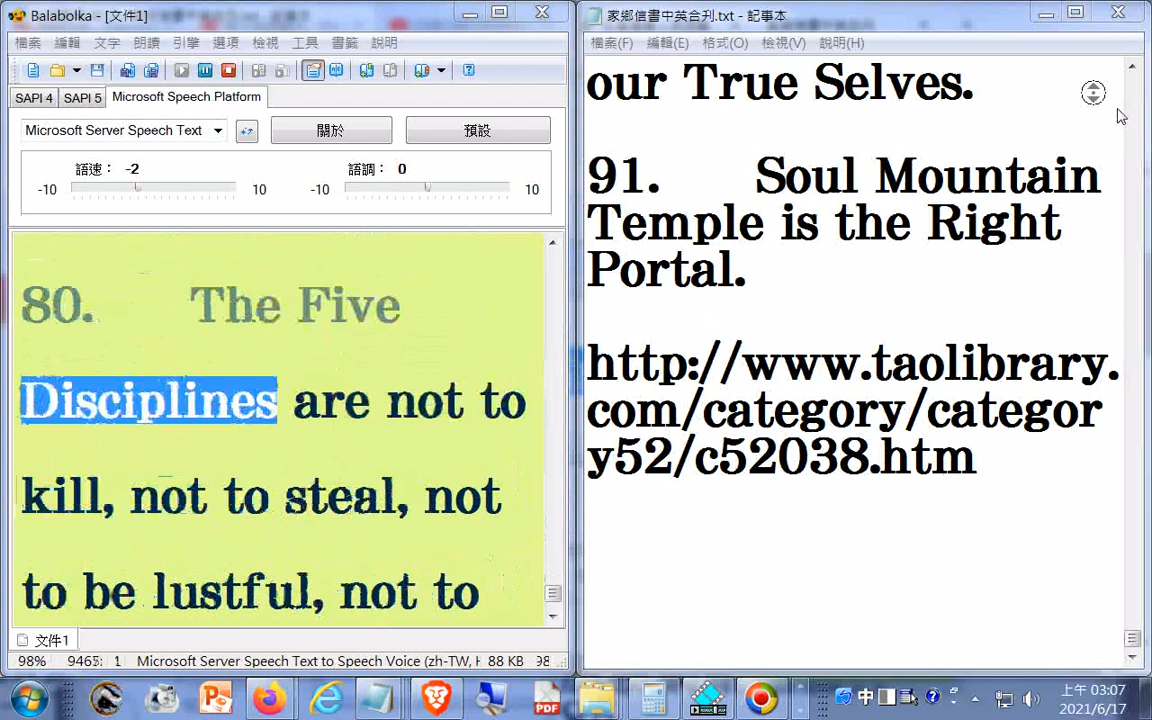 Balabolka - [文件1]
檔案 編輯 文字 朗讀 引擎 選項 檢視 工具 書籤 說明
SAPI 4 SAPI 5 Microsoft Speech Platform
Microsoft Server Speech Text
關於
預設
語速： -2
語調： 0
-10 10
-10 10
80. The Five
Disciplines are not to
kill, not to steal, not
to be lustful, not to
文件1
98% 9465: 1 Microsoft Server Speech Text to Speech Voice (zh-TW, H 88 KB 98
家鄉信書中英合刋.txt - 記事本
檔案(F) 編輯(E) 格式(O) 檢視(V) 說明(H)
our True Selves.
91. Soul Mountain
Temple is the Right
Portal.
http://www.taolibrary.
com/category/categor
y52/c52038.htm
PDF
中
上午 03:07
2021/6/17